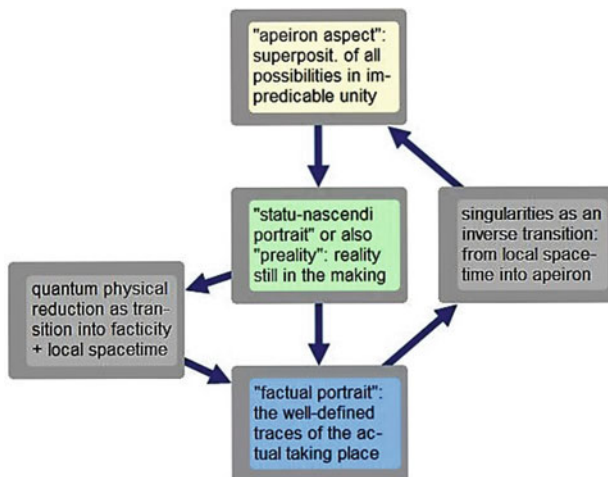 "apeiron aspect":
superposit. of all
possibilities in im-
predicable unity
"statu-nascendi
portrait" or also
"preality": reality
still in the making
singularities as an
inverse transition:
from local space-
time into apeiron
quantum physical
reduction as tran-
sition into facticity
+ local spacetime
"factual portrait":
the well-defined
traces of the ac-
tual taking place